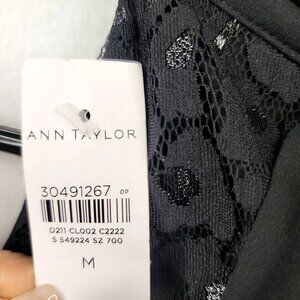 ANN TAYLOR
30491267 OP
D211 CL002 C2222
S 549224 SZ 700
M